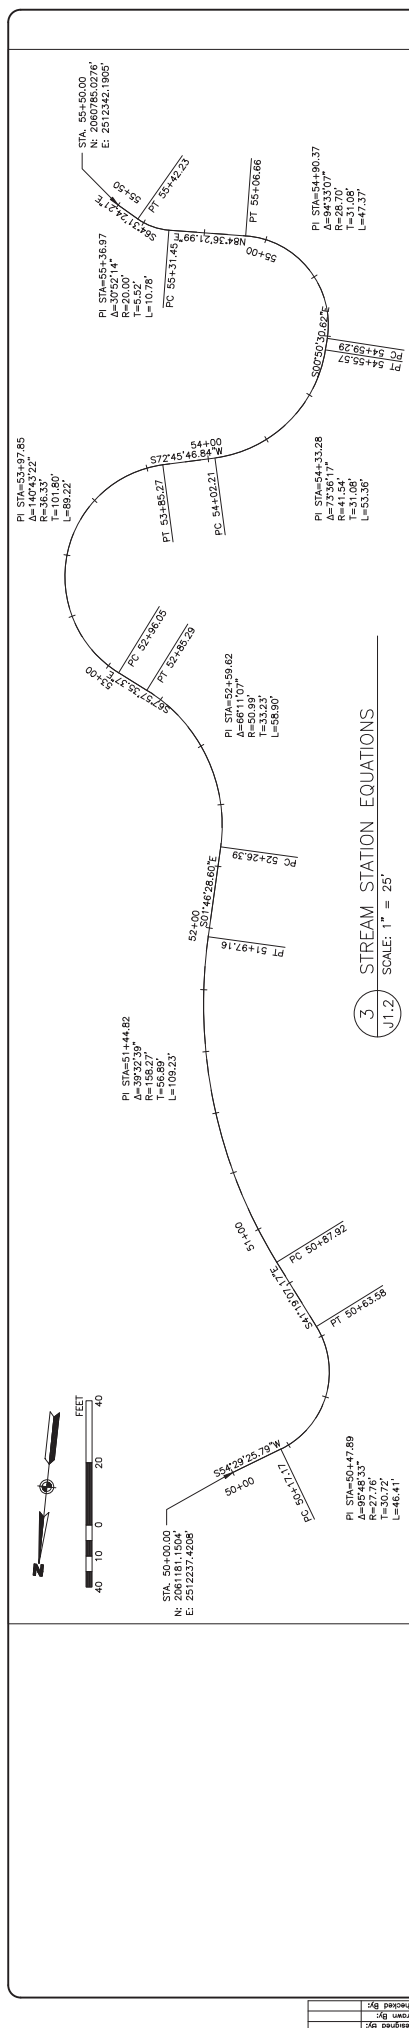 STA. 50+00.00
N: 2061181.1504'
E: 2512237.4208'
50+00
S54°29'25.79"W
PC 50+17.17
PI STA=50+47.89
Δ=95°48'33"
R=27.76'
T=30.72'
L=46.41'
PT 50+63.58
S41°19'07.17"E
PC 50+87.92
51+00
PI STA=51+44.82
Δ=39°32'39"
R=158.27'
T=56.89'
L=109.23'
PT 51+97.16
52+00
S01°46'28.60"E
PC 52+26.39
PI STA=52+59.62
Δ=66°11'07"
R=50.99'
T=33.23'
L=58.90'
PT 52+85.29
S67°57'35.37"E
PC 52+96.05
53+00
PI STA=53+97.85
Δ=140°43'22"
R=36.33'
T=101.80'
L=89.22'
PT 53+85.27
S72°45'46.84"W
54+00
PC 54+02.21
PI STA=54+33.28
Δ=73°36'17"
R=41.54'
T=31.08'
L=53.36'
PT 54+55.57
PC 54+59.29
S00°50'30.62"E
PI STA=54+90.37
Δ=94°33'07"
R=28.70'
T=31.08'
L=47.37'
55+00
PT 55+06.66
N84°36'21.99"E
PC 55+31.45
PI STA=55+36.97
Δ=30°52'14"
R=20.00'
T=5.52'
L=10.78'
PT 55+42.23
S64°31'24.21"E
55+50
STA. 55+50.00
N: 2060785.0276'
E: 2512342.1905'
N
FEET
40 10 0 20 40
3 STREAM STATION EQUATIONS
J1.2 SCALE: 1" = 25'
esigned By:
rawn By:
hecked By: